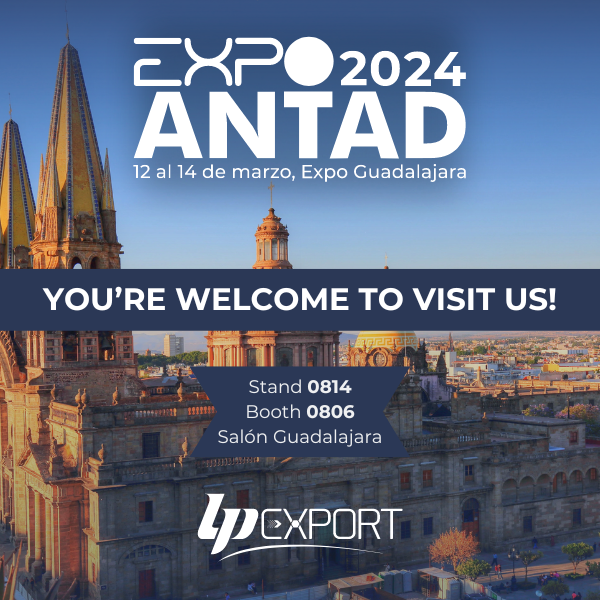 EXPO 2024
ANTAD
12 al 14 de marzo, Expo Guadalajara
YOU’RE WELCOME TO VISIT US!
Stand 0814
Booth 0806
Salón Guadalajara
LP EXPORT